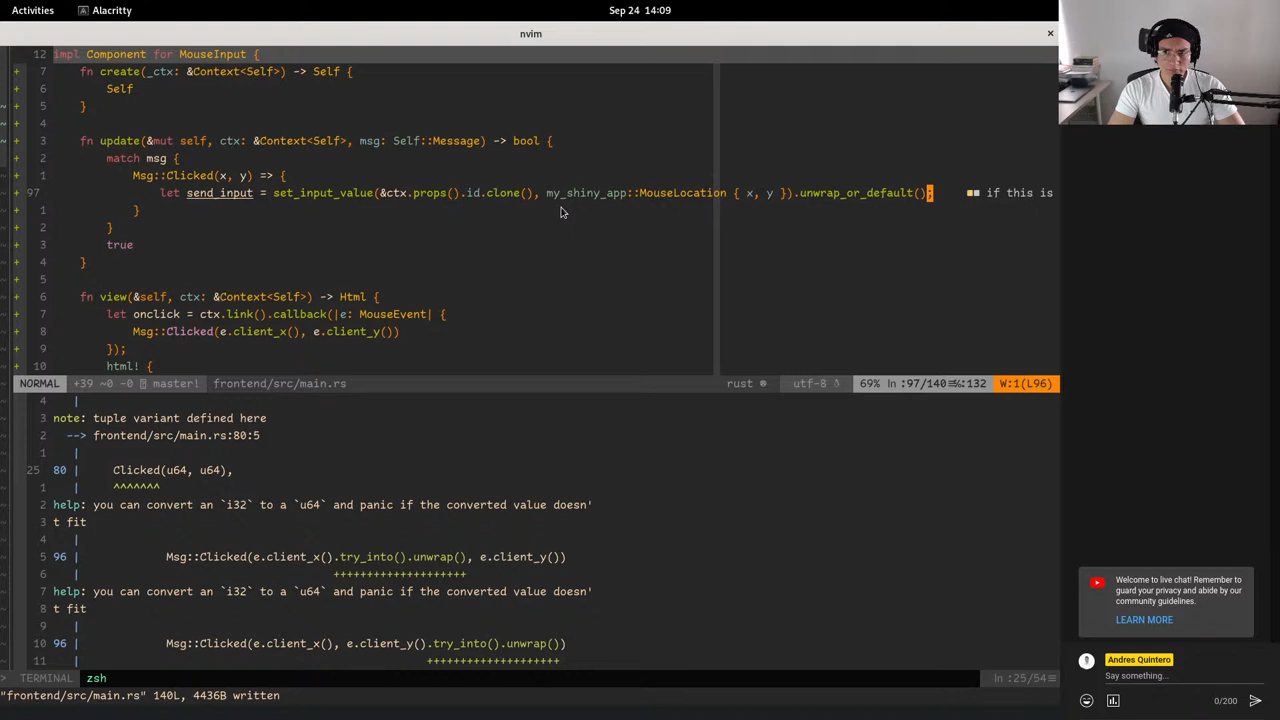 Activities
Alacritty
Sep 24 14:09
nvim
12 impl Component for MouseInput {
+ 7 fn create(_ctx: &Context<Self>) -> Self {
+ 6 Self
+ 5 }
+ 4
+ 3 fn update(&mut self, ctx: &Context<Self>, msg: Self::Message) -> bool {
+ 2 match msg {
+ 1 Msg::Clicked(x, y) => {
+ 97 let send_input = set_input_value(&ctx.props().id.clone(), my_shiny_app::MouseLocation { x, y }).unwrap_or_default(); if this is
+ 1 }
+ 2 }
+ 3 true
+ 4 }
+ 5
+ 6 fn view(&self, ctx: &Context<Self>) -> Html {
+ 7 let onclick = ctx.link().callback(|e: MouseEvent| {
+ 8 Msg::Clicked(e.client_x(), e.client_y())
+ 9 });
+ 10 html! {
NORMAL +39 ~0 -0 master! frontend/src/main.rs rust utf-8 69% ln :97/140 :132 W:1(L96)
4 |
3 note: tuple variant defined here
2 --> frontend/src/main.rs:80:5
1 |
25 80 | Clicked(u64, u64),
1 | ^^^^^^^
2 help: you can convert an `i32` to a `u64` and panic if the converted value doesn'
3 t fit
4 |
5 96 | Msg::Clicked(e.client_x().try_into().unwrap(), e.client_y())
6 | ++++++++++++++++++++
7 help: you can convert an `i32` to a `u64` and panic if the converted value doesn'
8 t fit
9 |
10 96 | Msg::Clicked(e.client_x(), e.client_y().try_into().unwrap())
11 | ++++++++++++++++++++
> TERMINAL zsh ln :25/54
"frontend/src/main.rs" 140L, 4436B written
Welcome to live chat! Remember to
guard your privacy and abide by our
community guidelines.
LEARN MORE
Andres Quintero
Say something...
0/200